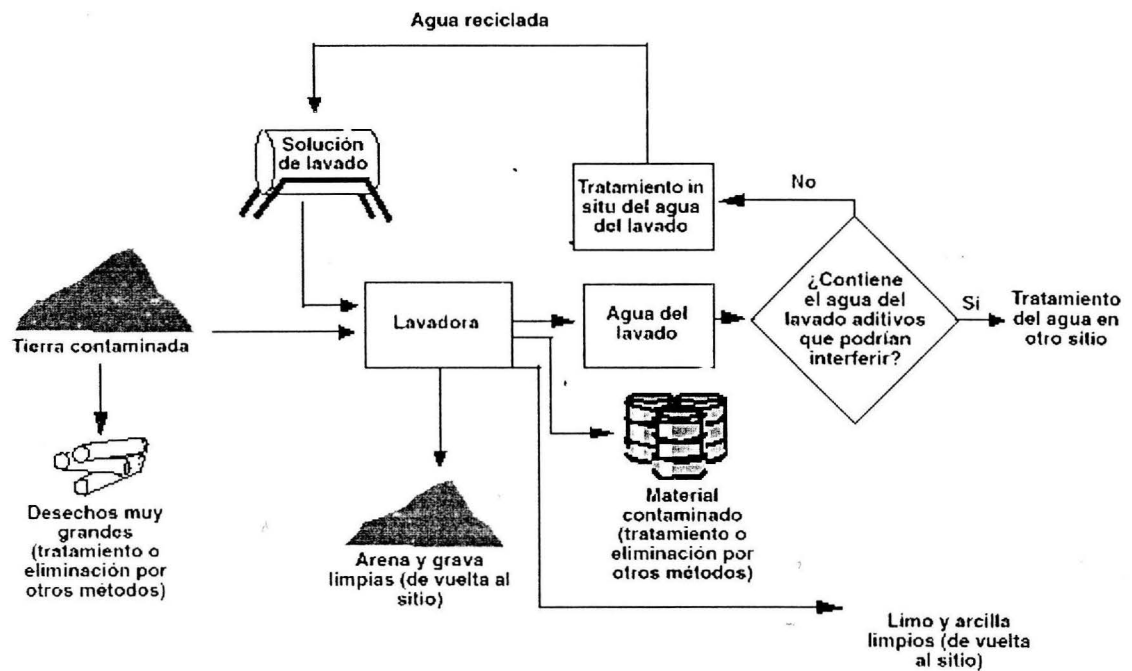 Agua reciclada
Solución
de lavado
Tratamiento in
situ del agua
del lavado
No
Tierra contaminada
Lavadora
Agua del
lavado
¿Contiene
el agua del
lavado aditivos
que podrían
interferir?
Sí
Tratamiento
del agua en
otro sitio
Desechos muy
grandes
(tratamiento o
eliminación por
otros métodos)
Arena y grava
limpias (de vuelta al
sitio)
Material
contaminado
(tratamiento o
eliminación por
otros métodos)
Limo y arcilla
limpios (de vuelta
al sitio)